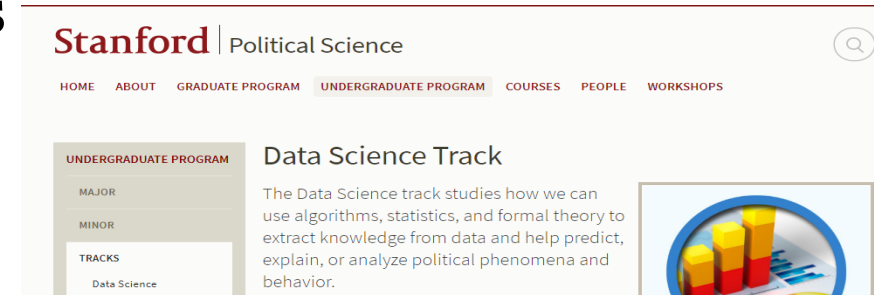 s
Stanford | Political Science
HOME ABOUT GRADUATE PROGRAM UNDERGRADUATE PROGRAM COURSES PEOPLE WORKSHOPS
UNDERGRADUATE PROGRAM
MAJOR
MINOR
TRACKS
Data Science
Data Science Track
The Data Science track studies how we can
use algorithms, statistics, and formal theory to
extract knowledge from data and help predict,
explain, or analyze political phenomena and
behavior.